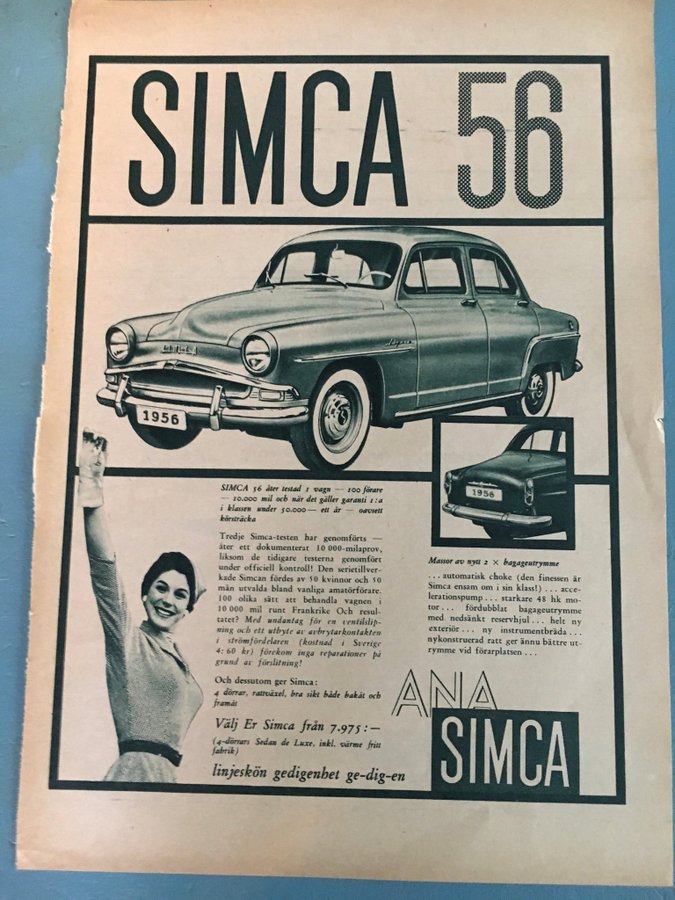 SIMCA 56
1956
1956
SIMCA 56 åter testad 1 vagn — 100 förare
— 10.000 mil och när det gäller garanti 1:a
i klassen under 50.000 — ett år — oavsett
körsträcka
Tredje Simca-testen har genomförts —
åter ett dokumenterat 10 000-milaprov,
liksom de tidigare testerna genomfört
under officiell kontroll! Den serietillver-
kade Simcan fördes av 50 kvinnor och 50
män utvalda bland vanliga amatörförare.
100 olika sätt att behandla vagnen i
10 000 mil runt Frankrike Och resul-
tatet? Med undantag för en ventilslip-
ning och ett utbyte av avbrytarkontakten
i strömfördelaren (kostnad i Sverige
4:60 kr) förekom inga reparationer på
grund av förslitning!
Och dessutom ger Simca:
4 dörrar, rattväxel, bra sikt både bakåt och
framåt
Välj Er Simca från 7.975:—
(4-dörrars Sedan de Luxe, inkl. värme fritt
fabrik)
linjeskön gedigenhet ge-dig-en
Massor av nytt 2 × bagageutrymme
... automatisk choke (den finessen är
Simca ensam om i sin klass!) ... acce-
lerationspump ... starkare 48 hk mo-
tor ... fördubblat bagageutrymme
med nedsänkt reservhjul ... helt ny
exteriör ... ny instrumentbräda ...
nykonstruerad ratt ger ännu bättre ut-
rymme vid förarplatsen ...
ANA
SIMCA